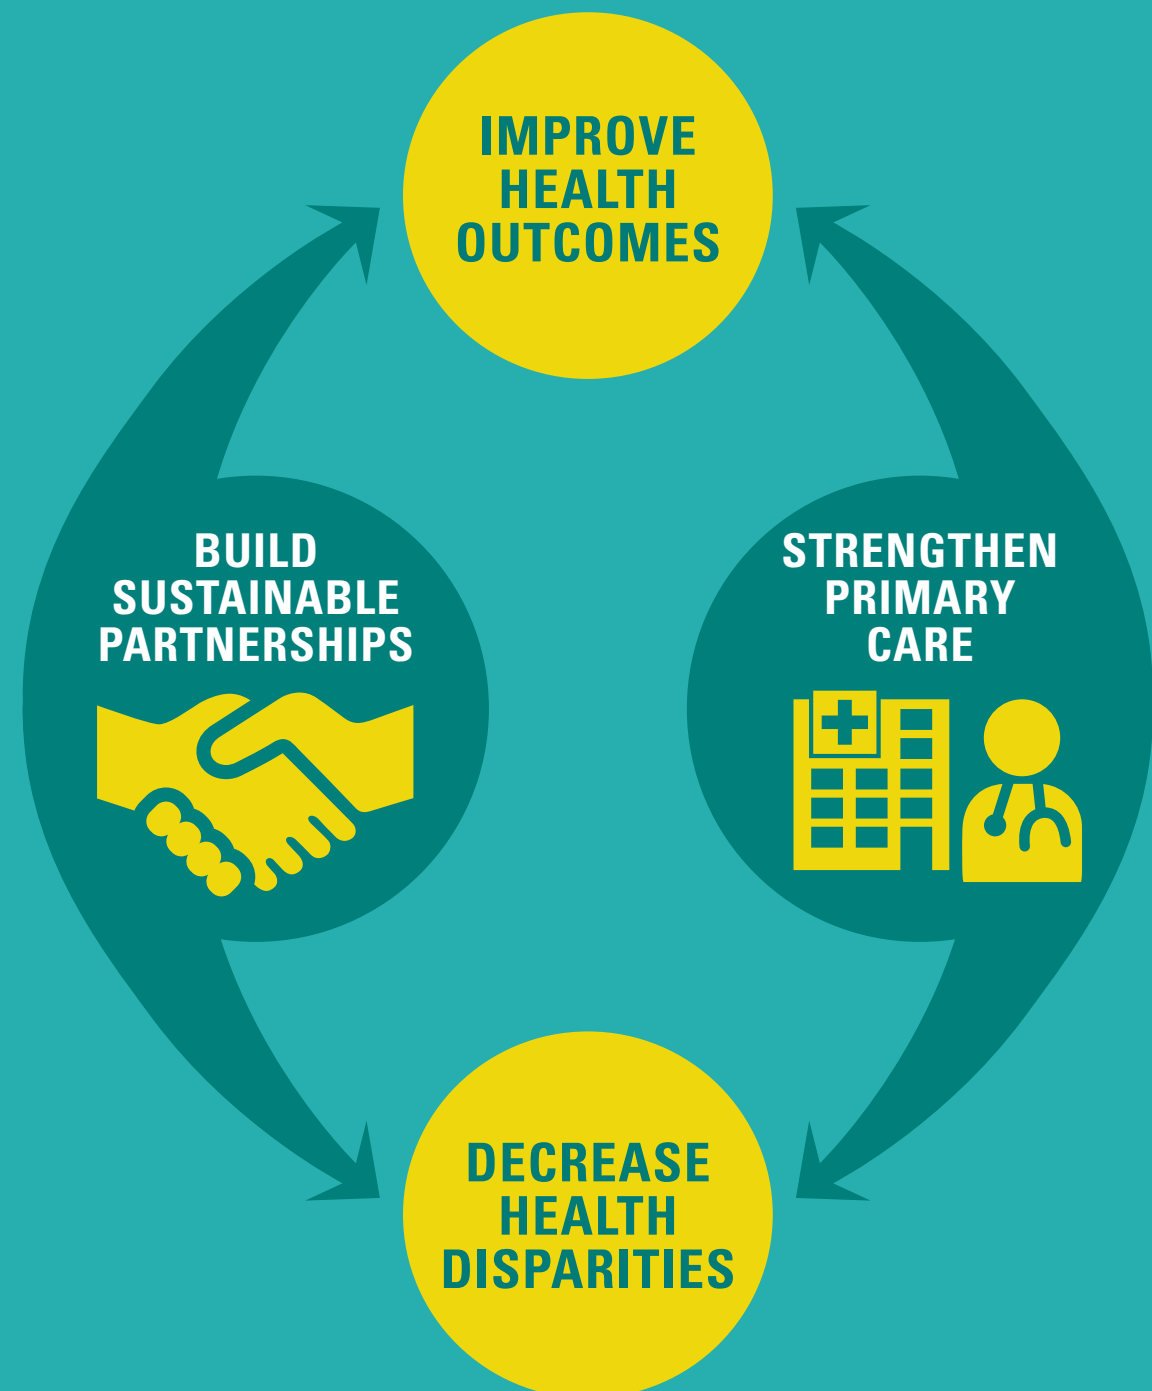 IMPROVE
HEALTH
OUTCOMES
BUILD
SUSTAINABLE
PARTNERSHIPS
STRENGTHEN
PRIMARY
CARE
DECREASE
HEALTH
DISPARITIES